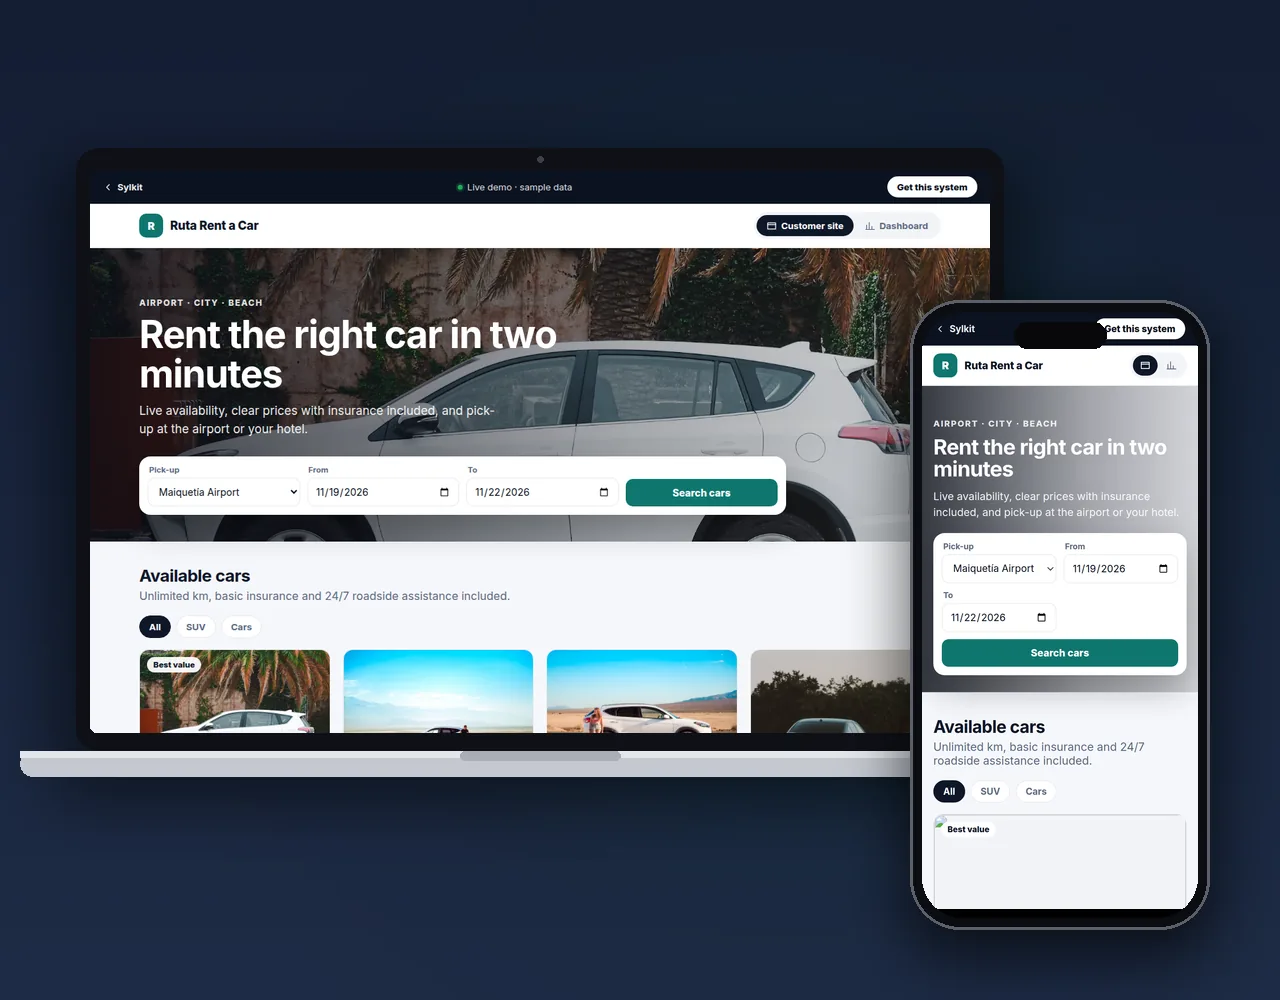 Sylkit
Live demo · sample data
Get this system
R
Ruta Rent a Car
Customer site
Dashboard
AIRPORT · CITY · BEACH
Rent the right car in two
minutes
Live availability, clear prices with insurance included, and pick-
up at the airport or your hotel.
Pick-up
From
To
Maiquetía Airport
11/19/2026
11/22/2026
Search cars
Available cars
Unlimited km, basic insurance and 24/7 roadside assistance included.
All
SUV
Cars
Best value
Sylkit
Get this system
R
Ruta Rent a Car
AIRPORT · CITY · BEACH
Rent the right car in two
minutes
Live availability, clear prices with insurance
included, and pick-up at the airport or your hotel.
Pick-up
From
Maiquetía Airport
11/19/2026
To
11/22/2026
Search cars
Available cars
Unlimited km, basic insurance and 24/7
roadside assistance included.
All
SUV
Cars
Best value